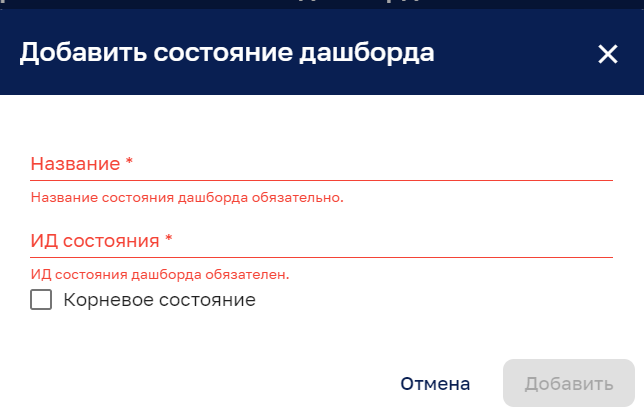 Добавить состояние дашборда
Название *
Название состояния дашборда обязательно.
ИД состояния *
ИД состояния дашборда обязателен.
Корневое состояние
Отмена
Добавить